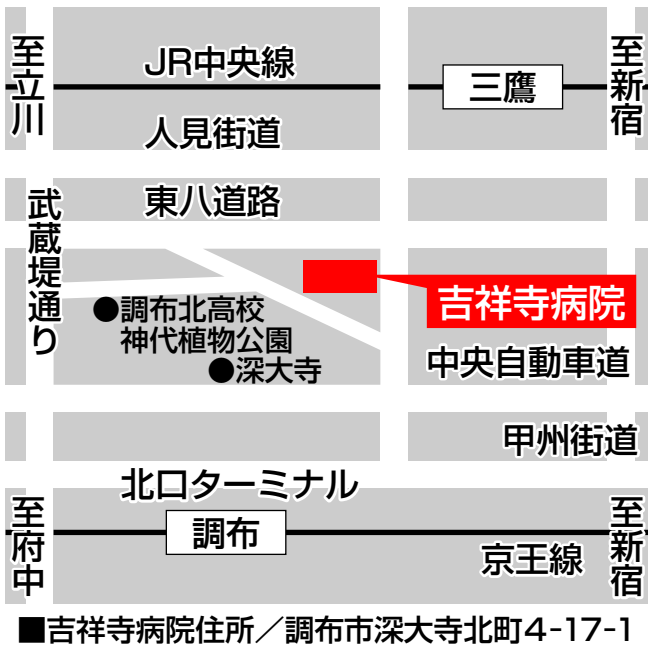 至立川
JR中央線
三鷹
至新宿
人見街道
東八道路
武蔵堤通り
吉祥寺病院
●調布北高校
神代植物公園
●深大寺
中央自動車道
甲州街道
北口ターミナル
至府中
調布
京王線
至新宿
■吉祥寺病院住所／調布市深大寺北町4-17-1